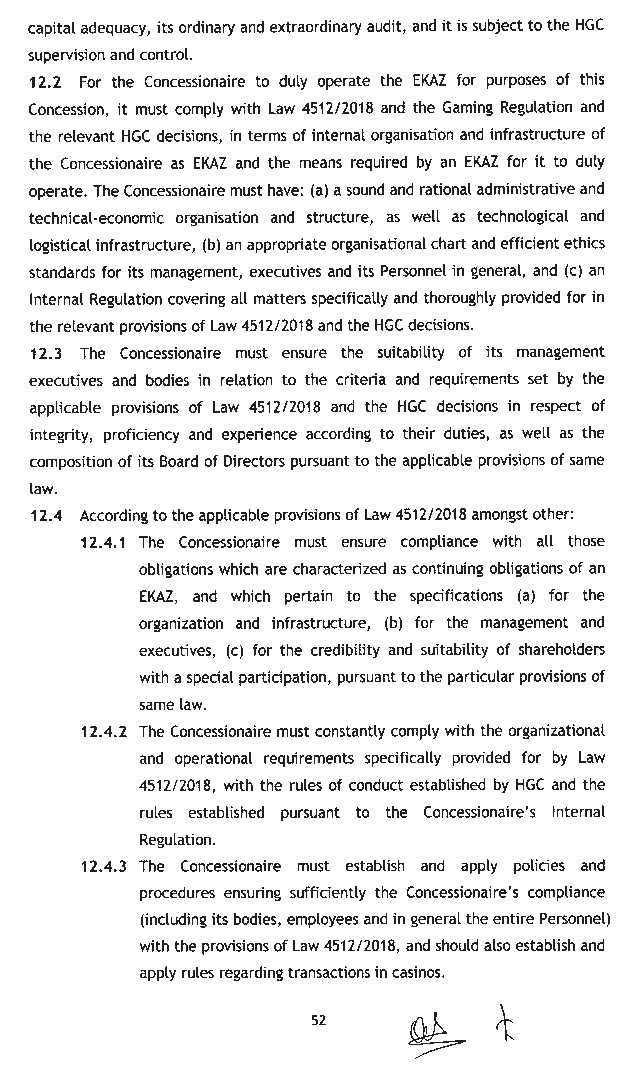 capital adequacy, its ordinary and extraordinary audit, and it is subject to the HGC
supervision and control.
12.2 For the Concessionaire to duly operate the EKAZ for purposes of this
Concession, it must comply with Law 4512/2018 and the Gaming Regulation and
the relevant HGC decisions, in terms of internal organisation and infrastructure of
the Concessionaire as EKAZ and the means required by an EKAZ for it to duly
operate. The Concessionaire must have: (a) a sound and rational administrative and
technical-economic organisation and structure, as well as technological and
logistical infrastructure, (b) an appropriate organisational chart and efficient ethics
standards for its management, executives and its Personnel in general, and (c) an
Internal Regulation covering all matters specifically and thoroughly provided for in
the relevant provisions of Law 4512/2018 and the HGC decisions.
12.3 The Concessionaire must ensure the suitability of its management
executives and bodies in relation to the criteria and requirements set by the
applicable provisions of Law 4512/2018 and the HGC decisions in respect of
integrity, proficiency and experience according to their duties, as well as the
composition of its Board of Directors pursuant to the applicable provisions of same
law.
12.4 According to the applicable provisions of Law 4512/2018 amongst other:
12.4.1 The Concessionaire must ensure compliance with all those
obligations which are characterized as continuing obligations of an
EKAZ, and which pertain to the specifications (a) for the
organization and infrastructure, (b) for the management and
executives, (c) for the credibility and suitability of shareholders
with a special participation, pursuant to the particular provisions of
same law.
12.4.2 The Concessionaire must constantly comply with the organizational
and operational requirements specifically provided for by Law
4512/2018, with the rules of conduct established by HGC and the
rules established pursuant to the Concessionaire's Internal
Regulation.
12.4.3 The Concessionaire must establish and apply policies and
procedures ensuring sufficiently the Concessionaire's compliance
(including its bodies, employees and in general the entire Personnel)
with the provisions of Law 4512/2018, and should also establish and
apply rules regarding transactions in casinos.
52